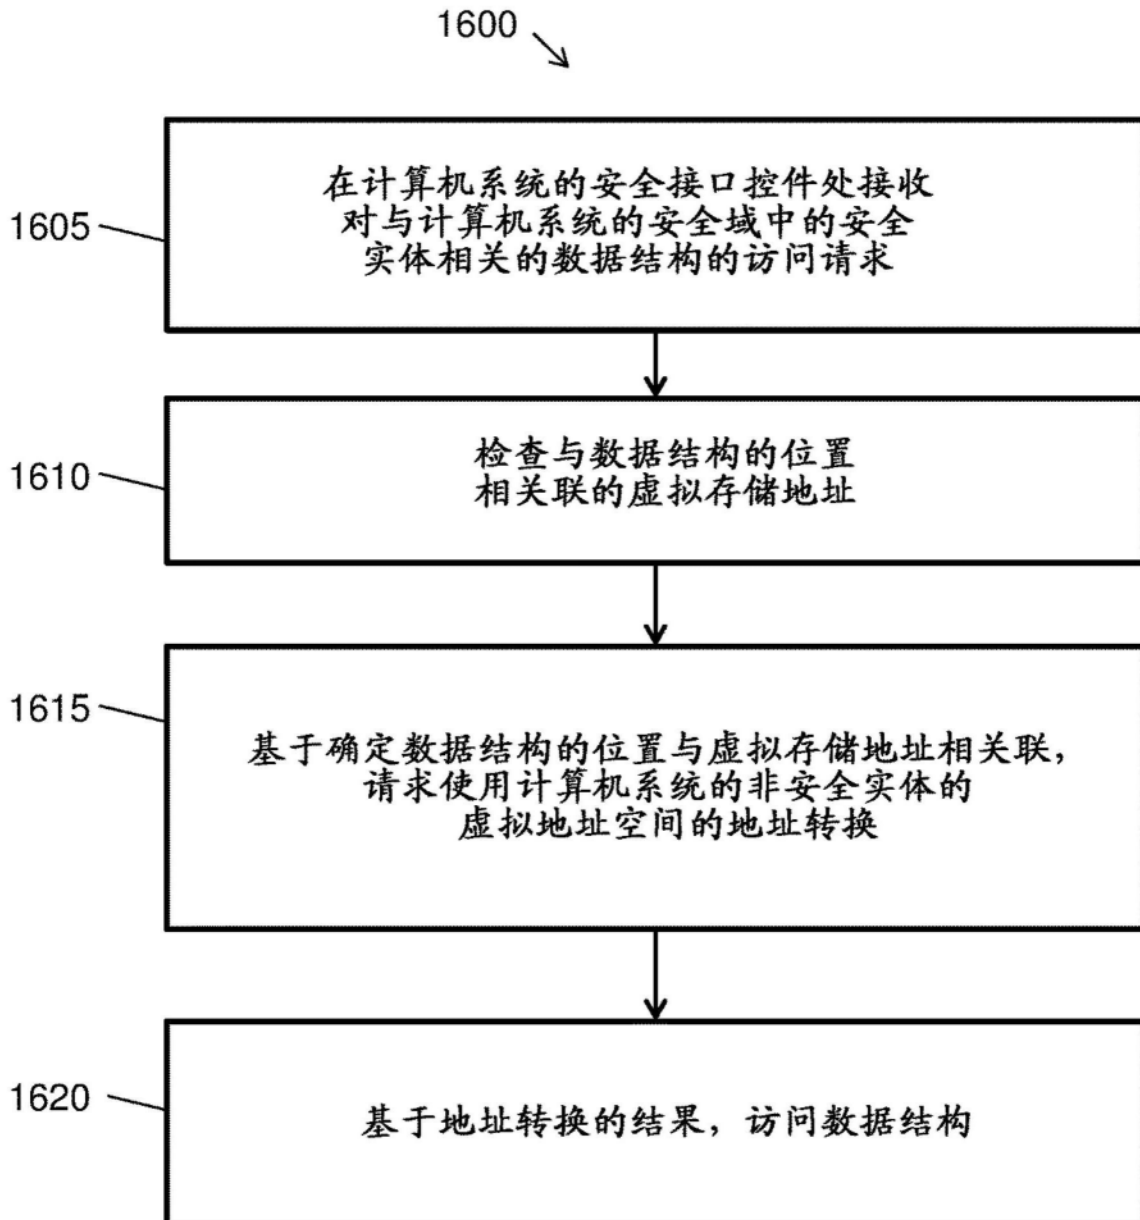 1600
1605
在计算机系统的安全接口控件处接收
对与计算机系统的安全域中的安全
实体相关的数据结构的访问请求
1610
检查与数据结构的位置
相关联的虚拟存储地址
1615
基于确定数据结构的位置与虚拟存储地址相关联，
请求使用计算机系统的非安全实体的
虚拟地址空间的地址转换
1620
基于地址转换的结果，访问数据结构